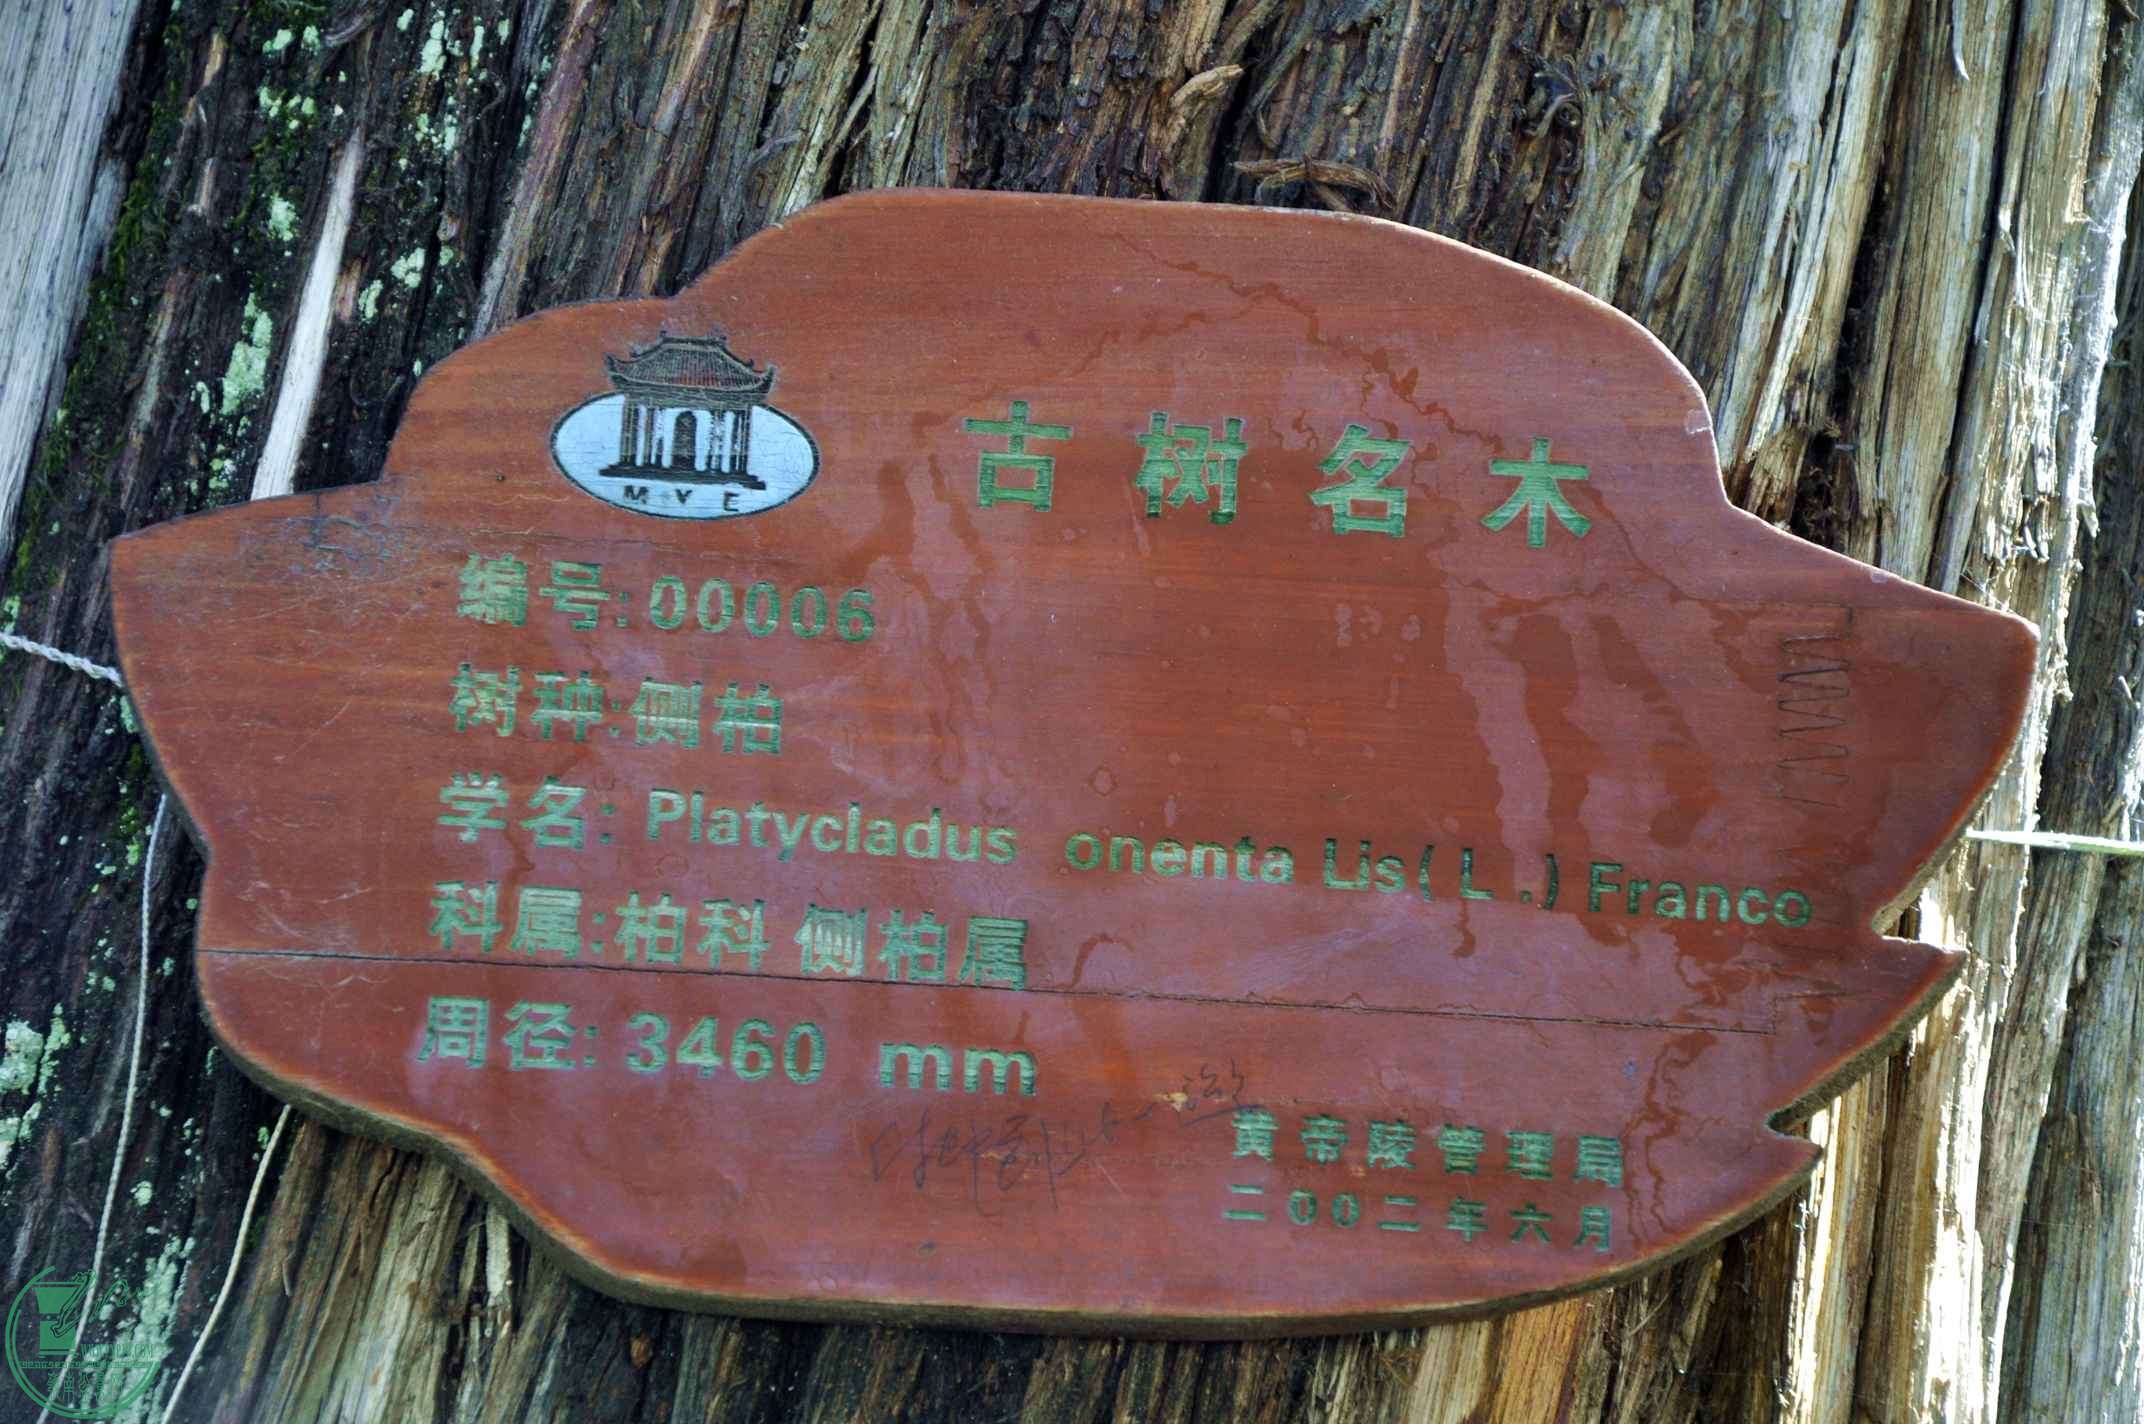 古树名木
M Y E
编号:00006
树种:侧柏
学名: Platycladus onenta Lis( L .) Franco
科属:柏科 侧柏属
周径: 3460 mm
黄帝陵管理局
二00二年六月